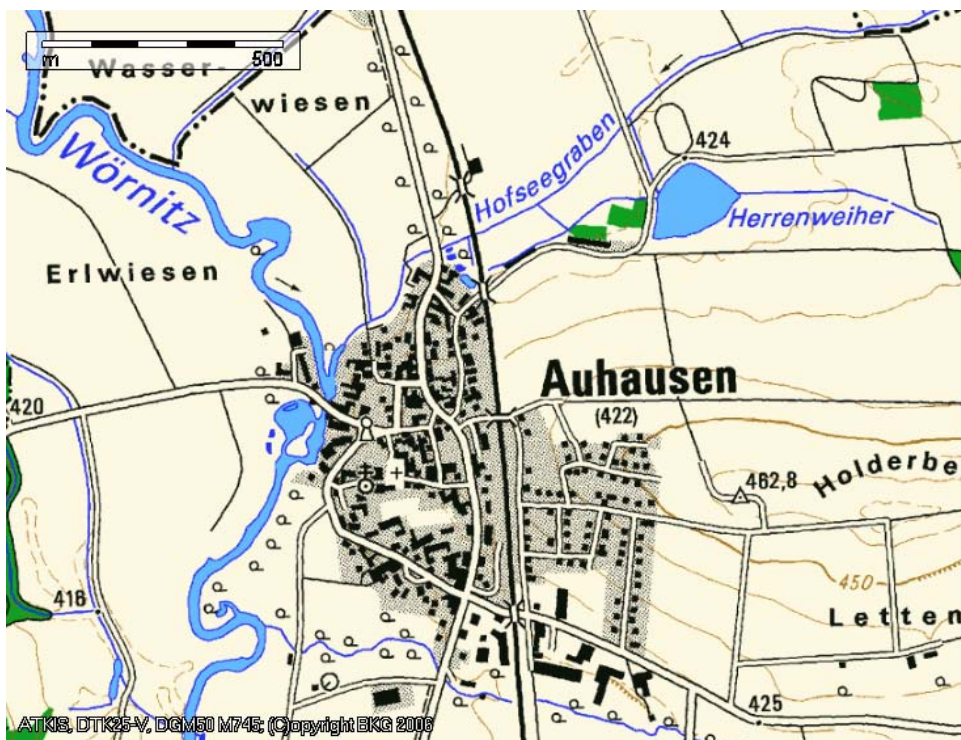 m 500
Wasser-
wiesen
Wörnitz
Hofseegraben
424
Herrenweiher
Erlwiesen
Auhausen
(422)
420
462,8
Holderbe
450
418
Letten
425
ATKIS, DTK25-V, DGM50 M745; (C)opyright BKG 2006